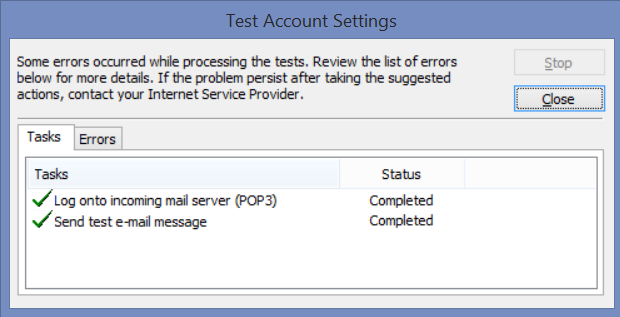 Test Account Settings
Some errors occurred while processing the tests. Review the list of errors
below for more details. If the problem persist after taking the suggested
actions, contact your Internet Service Provider.
Stop
Close
Tasks Errors
Tasks Status
Log onto incoming mail server (POP3) Completed
Send test e-mail message Completed